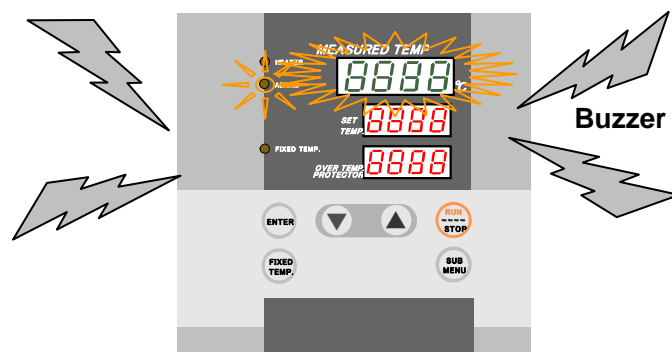 MEASURED TEMP
HEATER
8888 ℃
SET
TEMP.
8888
FIXED TEMP.
OVER TEMP.
PROTECTOR
8888
Buzzer
ENTER
▼
▲
RUN
STOP
FIXED
TEMP.
SUB
MENU